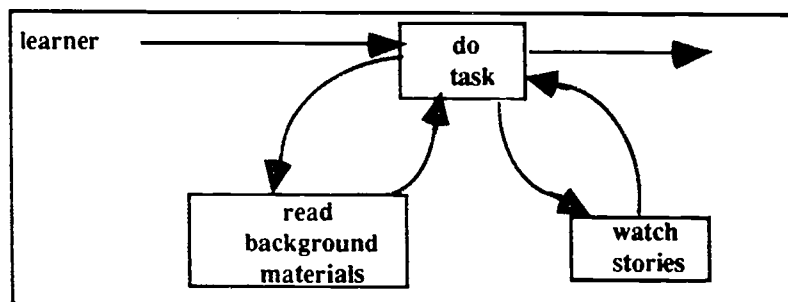 learner
do
task
read
background
materials
watch
stories